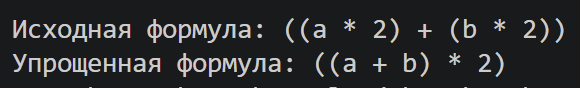 Исходная формула: ((a * 2) + (b * 2))
Упрощенная формула: ((a + b) * 2)